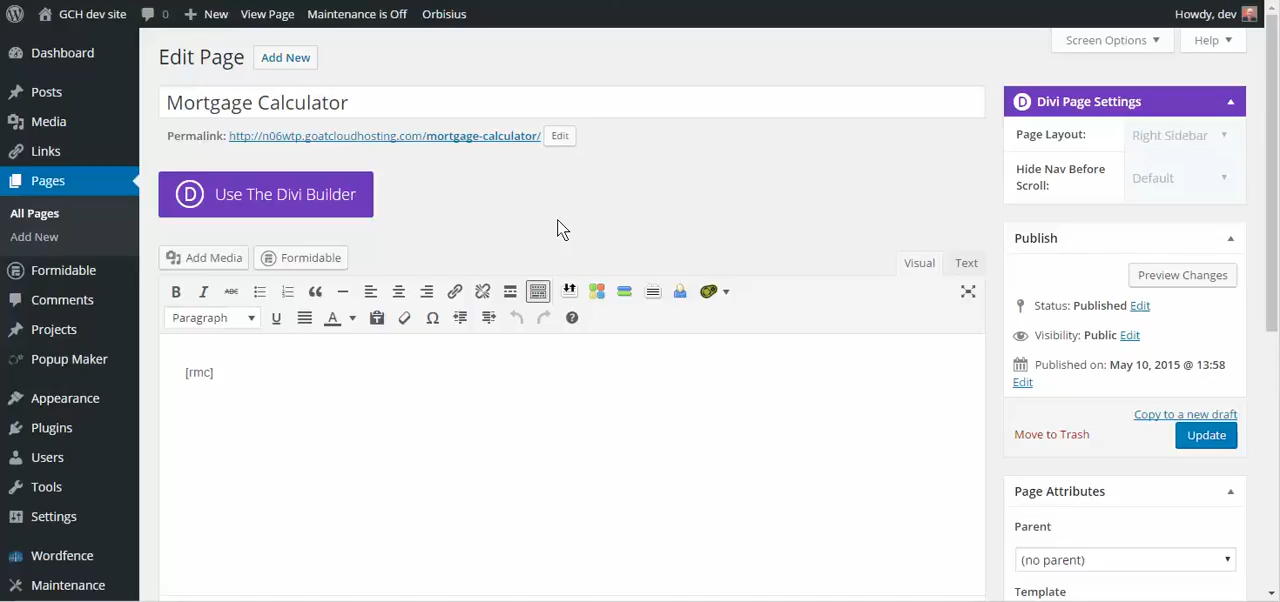 GCH dev site 0 New View Page Maintenance is Off Orbisius Howdy, dev
Dashboard
Posts
Media
Links
Pages
All Pages
Add New
Formidable
Comments
Projects
Popup Maker
Appearance
Plugins
Users
Tools
Settings
Wordfence
Maintenance
Screen Options Help
Edit Page Add New
Mortgage Calculator
Permalink: http://n06wtp.goatcloudhosting.com/mortgage-calculator/ Edit
D Use The Divi Builder
Add Media Formidable
Visual Text
B I ABC
Paragraph U A Ω
[rmc]
D Divi Page Settings
Page Layout: Right Sidebar
Hide Nav Before
Scroll:
Default
Publish
Preview Changes
Status: Published Edit
Visibility: Public Edit
Published on: May 10, 2015 @ 13:58
Edit
Copy to a new draft
Move to Trash Update
Page Attributes
Parent
(no parent)
Template